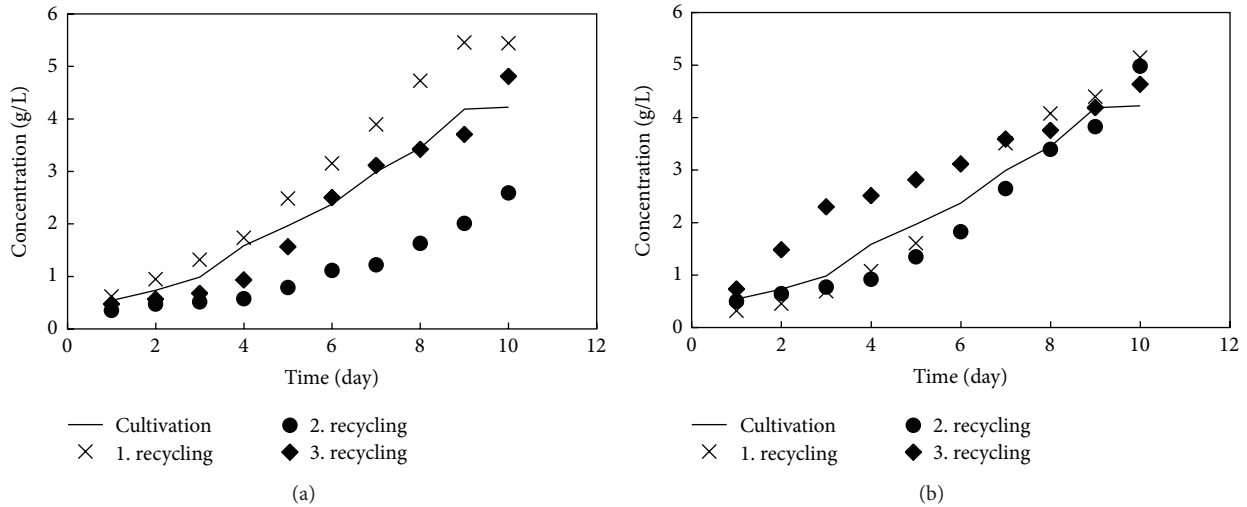 6
5
4
3
2
1
0
Concentration (g/L)
0 2 4 6 8 10 12
Time (day)
Cultivation
1. recycling
2. recycling
3. recycling
(a)
6
5
4
3
2
1
0
Concentration (g/L)
0 2 4 6 8 10 12
Time (day)
Cultivation
1. recycling
2. recycling
3. recycling
(b)